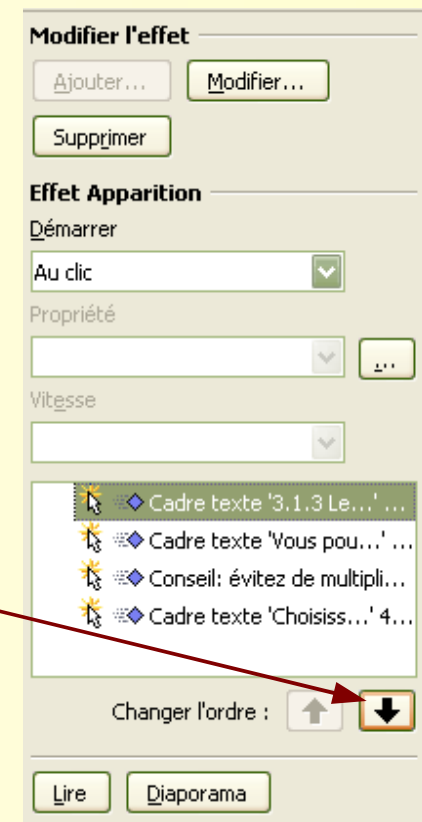 Modifier l'effet
Ajouter... Modifier...
Supprimer
Effet Apparition
Démarrer
Au clic
Propriété
...
Vitesse
Cadre texte '3.1.3 Le...' ...
Cadre texte 'Vous pou...' ...
Conseil: évitez de multipli...
Cadre texte 'Choisiss...' 4...
Changer l'ordre :
Lire Diaporama